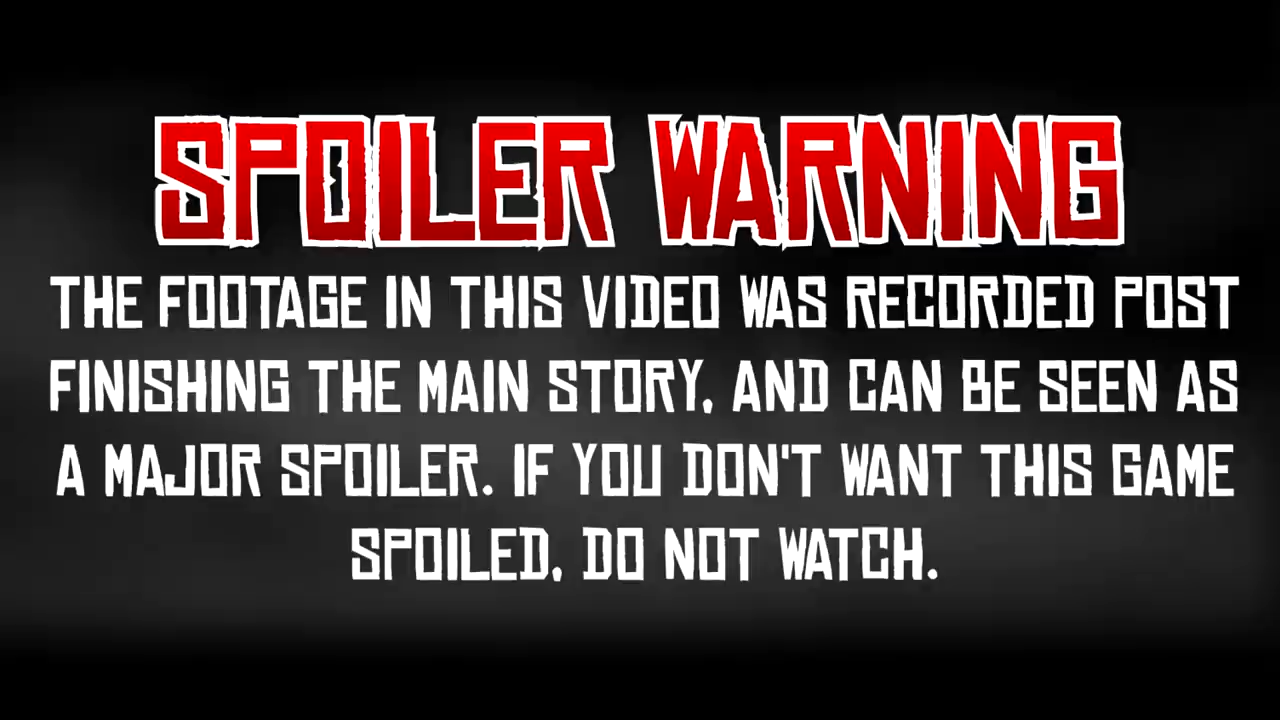 SPOILER WARNING
THE FOOTAGE IN THIS VIDEO WAS RECORDED POST
FINISHING THE MAIN STORY, AND CAN BE SEEN AS
A MAJOR SPOILER. IF YOU DON'T WANT THIS GAME
SPOILED, DO NOT WATCH.